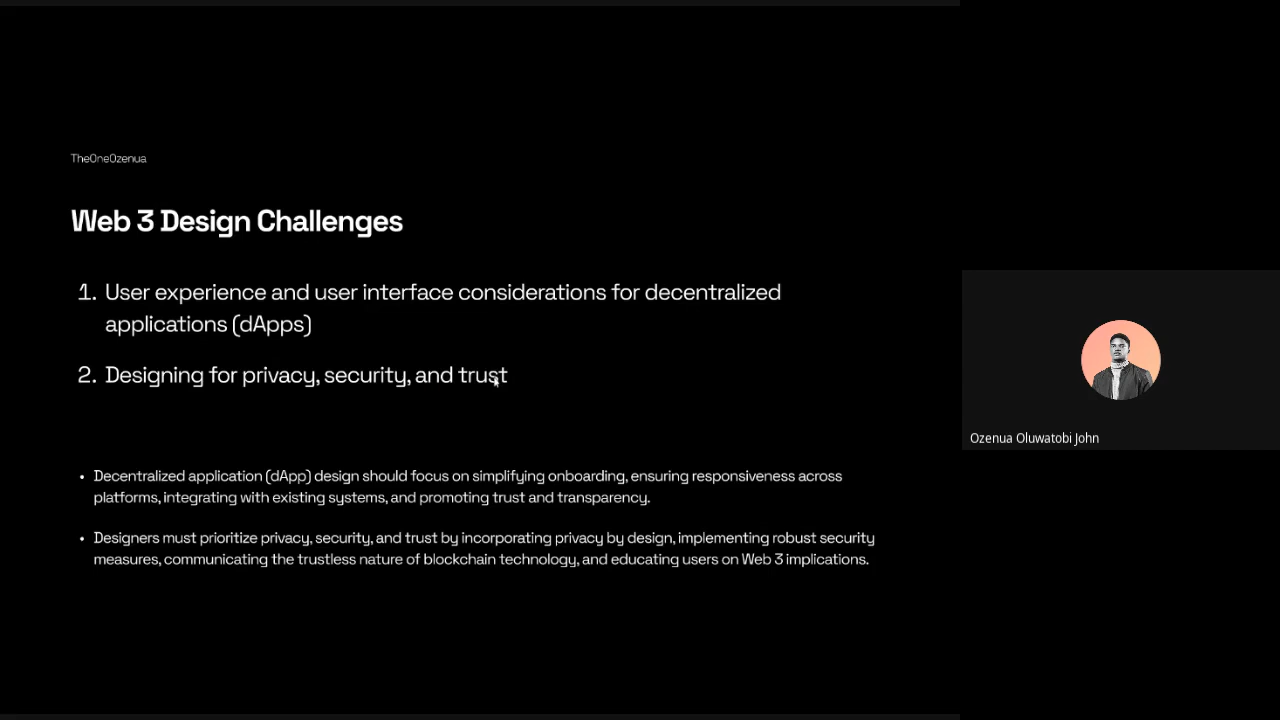 TheOneOzenua
Web 3 Design Challenges
1. User experience and user interface considerations for decentralized
applications (dApps)
2. Designing for privacy, security, and trust
• Decentralized application (dApp) design should focus on simplifying onboarding, ensuring responsiveness across
platforms, integrating with existing systems, and promoting trust and transparency.
• Designers must prioritize privacy, security, and trust by incorporating privacy by design, implementing robust security
measures, communicating the trustless nature of blockchain technology, and educating users on Web 3 implications.
Ozenua Oluwatobi John